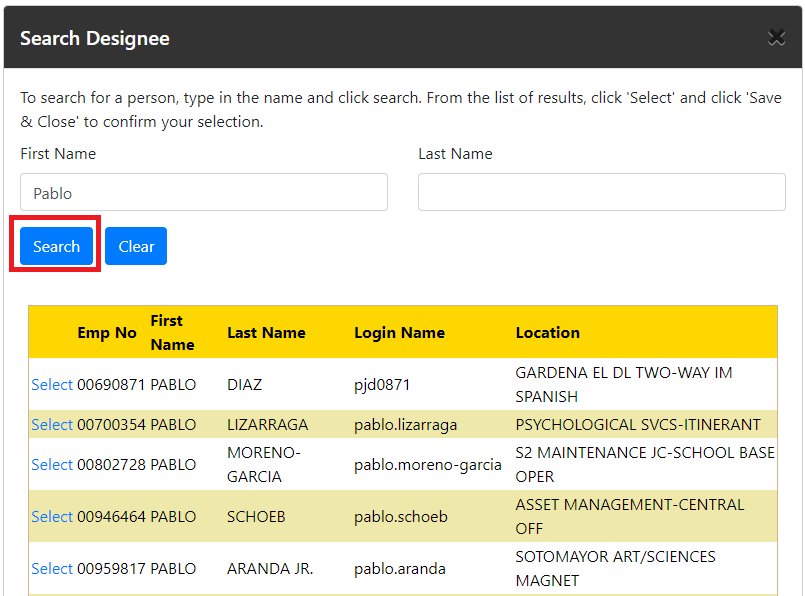 Search Designee
To search for a person, type in the name and click search. From the list of results, click 'Select' and click 'Save
& Close' to confirm your selection.
First Name Last Name
Pablo
Search Clear
Emp No First Name Last Name Login Name Location
Select 00690871 PABLO DIAZ pjd0871 GARDENA EL DL TWO-WAY IM SPANISH
Select 00700354 PABLO LIZARRAGA pablo.lizarraga PSYCHOLOGICAL SVCS-ITINERANT
Select 00802728 PABLO MORENO-GARCIA pablo.moreno-garcia S2 MAINTENANCE JC-SCHOOL BASE OPER
Select 00946464 PABLO SCHOEB pablo.schoeb ASSET MANAGEMENT-CENTRAL OFF
Select 00959817 PABLO ARANDA JR. pablo.aranda SOTOMAYOR ART/SCIENCES MAGNET